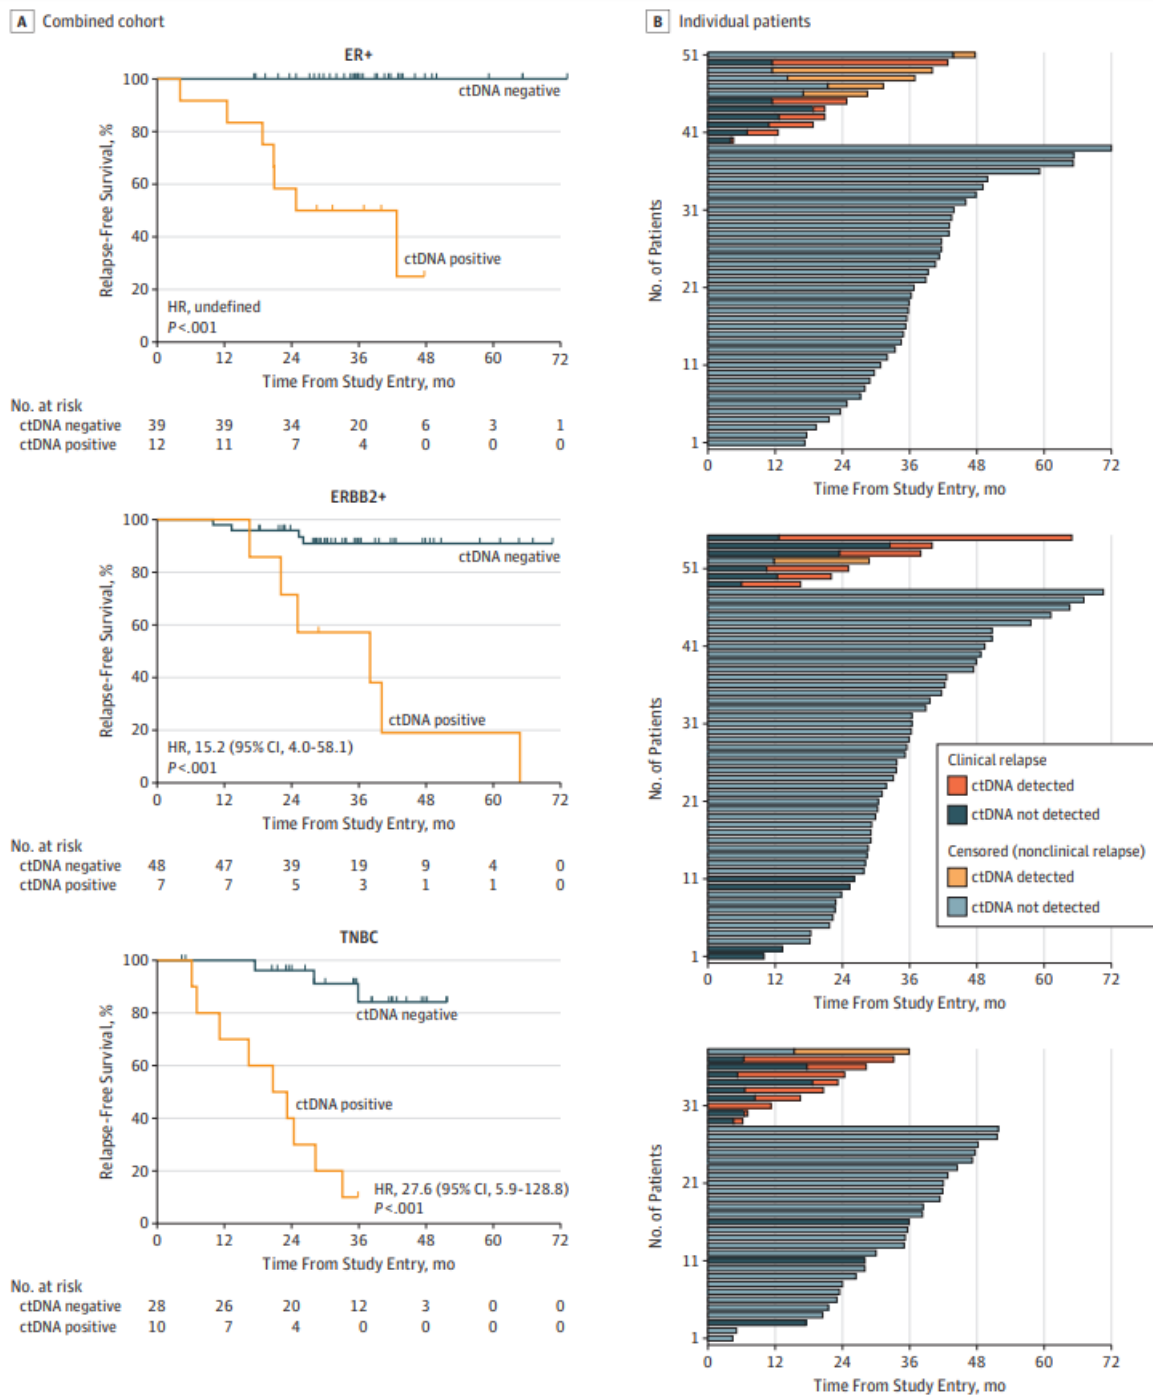 A Combined cohort
ER+
100
80
60
40
20
0
Relapse-Free Survival, %
ctDNA negative
ctDNA positive
HR, undefined
P<.001
0 12 24 36 48 60 72
Time From Study Entry, mo
No. at risk
ctDNA negative 39 39 34 20 6 3 1
ctDNA positive 12 11 7 4 0 0 0
ERBB2+
100
80
60
40
20
0
Relapse-Free Survival, %
ctDNA negative
ctDNA positive
HR, 15.2 (95% CI, 4.0-58.1)
P<.001
0 12 24 36 48 60 72
Time From Study Entry, mo
No. at risk
ctDNA negative 48 47 39 19 9 4 0
ctDNA positive 7 7 5 3 1 1 0
TNBC
100
80
60
40
20
0
Relapse-Free Survival, %
ctDNA negative
ctDNA positive
HR, 27.6 (95% CI, 5.9-128.8)
P<.001
0 12 24 36 48 60 72
Time From Study Entry, mo
No. at risk
ctDNA negative 28 26 20 12 3 0 0
ctDNA positive 10 7 4 0 0 0 0
B Individual patients
51
41
31
21
11
1
No. of Patients
0 12 24 36 48 60 72
Time From Study Entry, mo
51
41
31
21
11
1
No. of Patients
Clinical relapse
ctDNA detected
ctDNA not detected
Censored (nonclinical relapse)
ctDNA detected
ctDNA not detected
0 12 24 36 48 60 72
Time From Study Entry, mo
31
21
11
1
No. of Patients
0 12 24 36 48 60 72
Time From Study Entry, mo